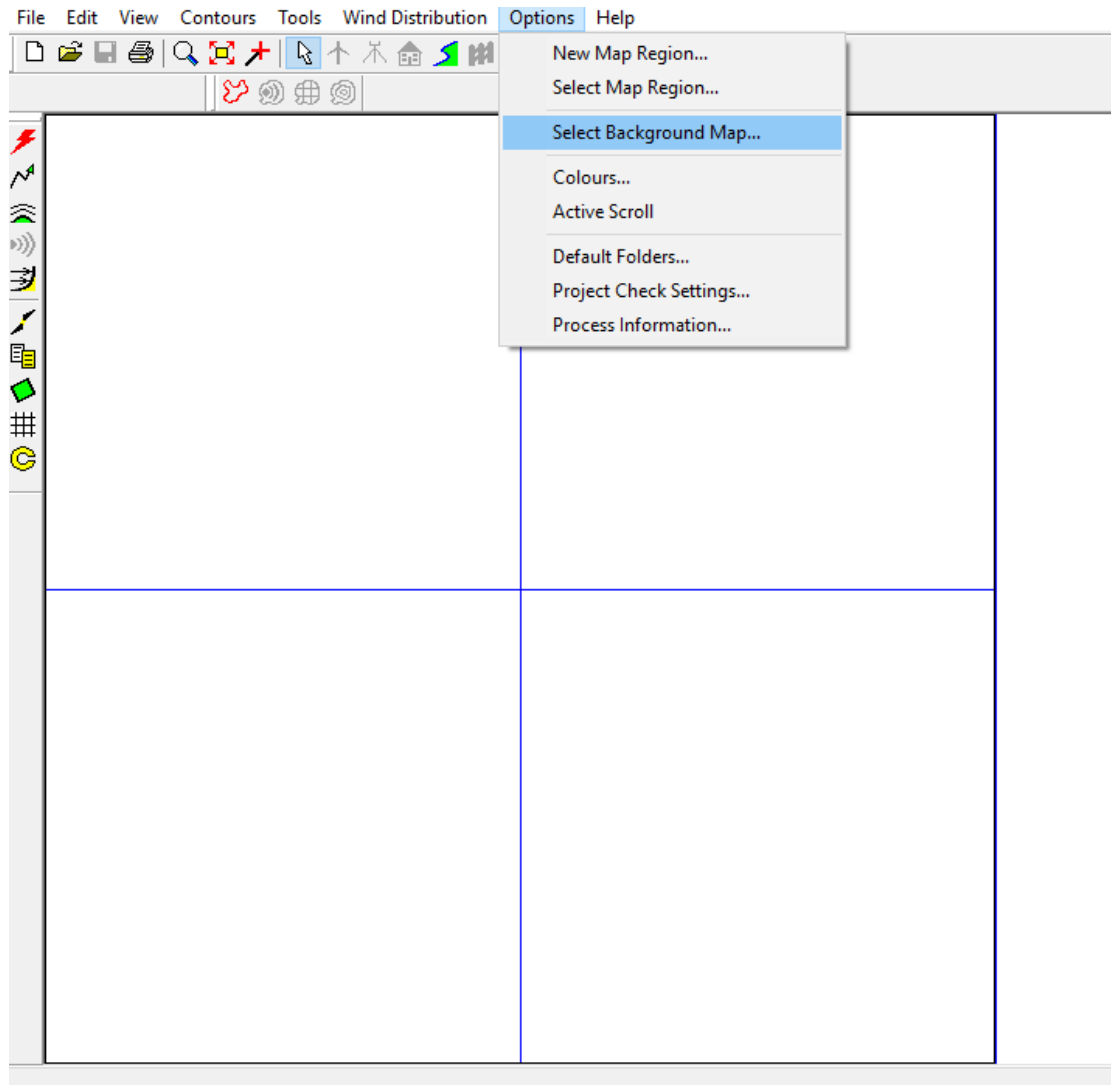 File Edit View Contours Tools Wind Distribution Options Help
New Map Region...
Select Map Region...
Select Background Map...
Colours...
Active Scroll
Default Folders...
Project Check Settings...
Process Information...